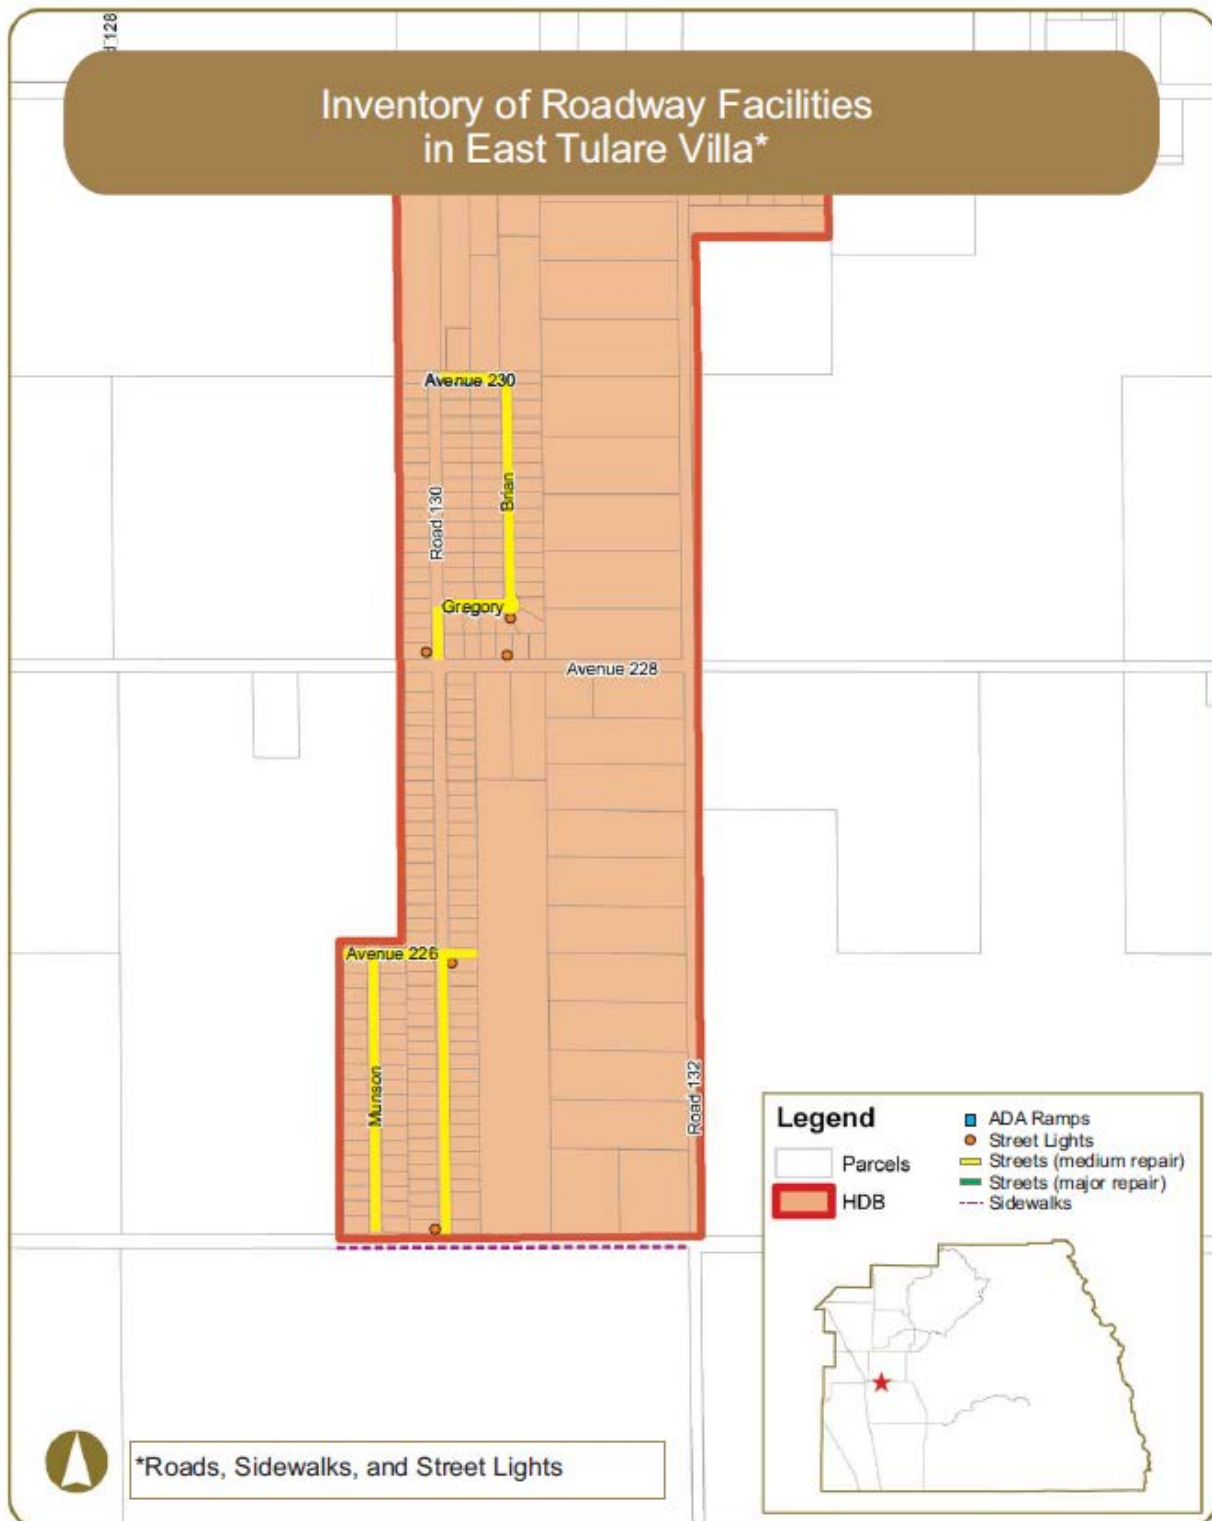 d 128
Inventory of Roadway Facilities
in East Tulare Villa*
Avenue 230
Brian
Road 130
Gregory
Avenue 228
Avenue 226
Munson
Road 132
Legend
Parcels
HDB
ADA Ramps
Street Lights
Streets (medium repair)
Streets (major repair)
Sidewalks
*Roads, Sidewalks, and Street Lights